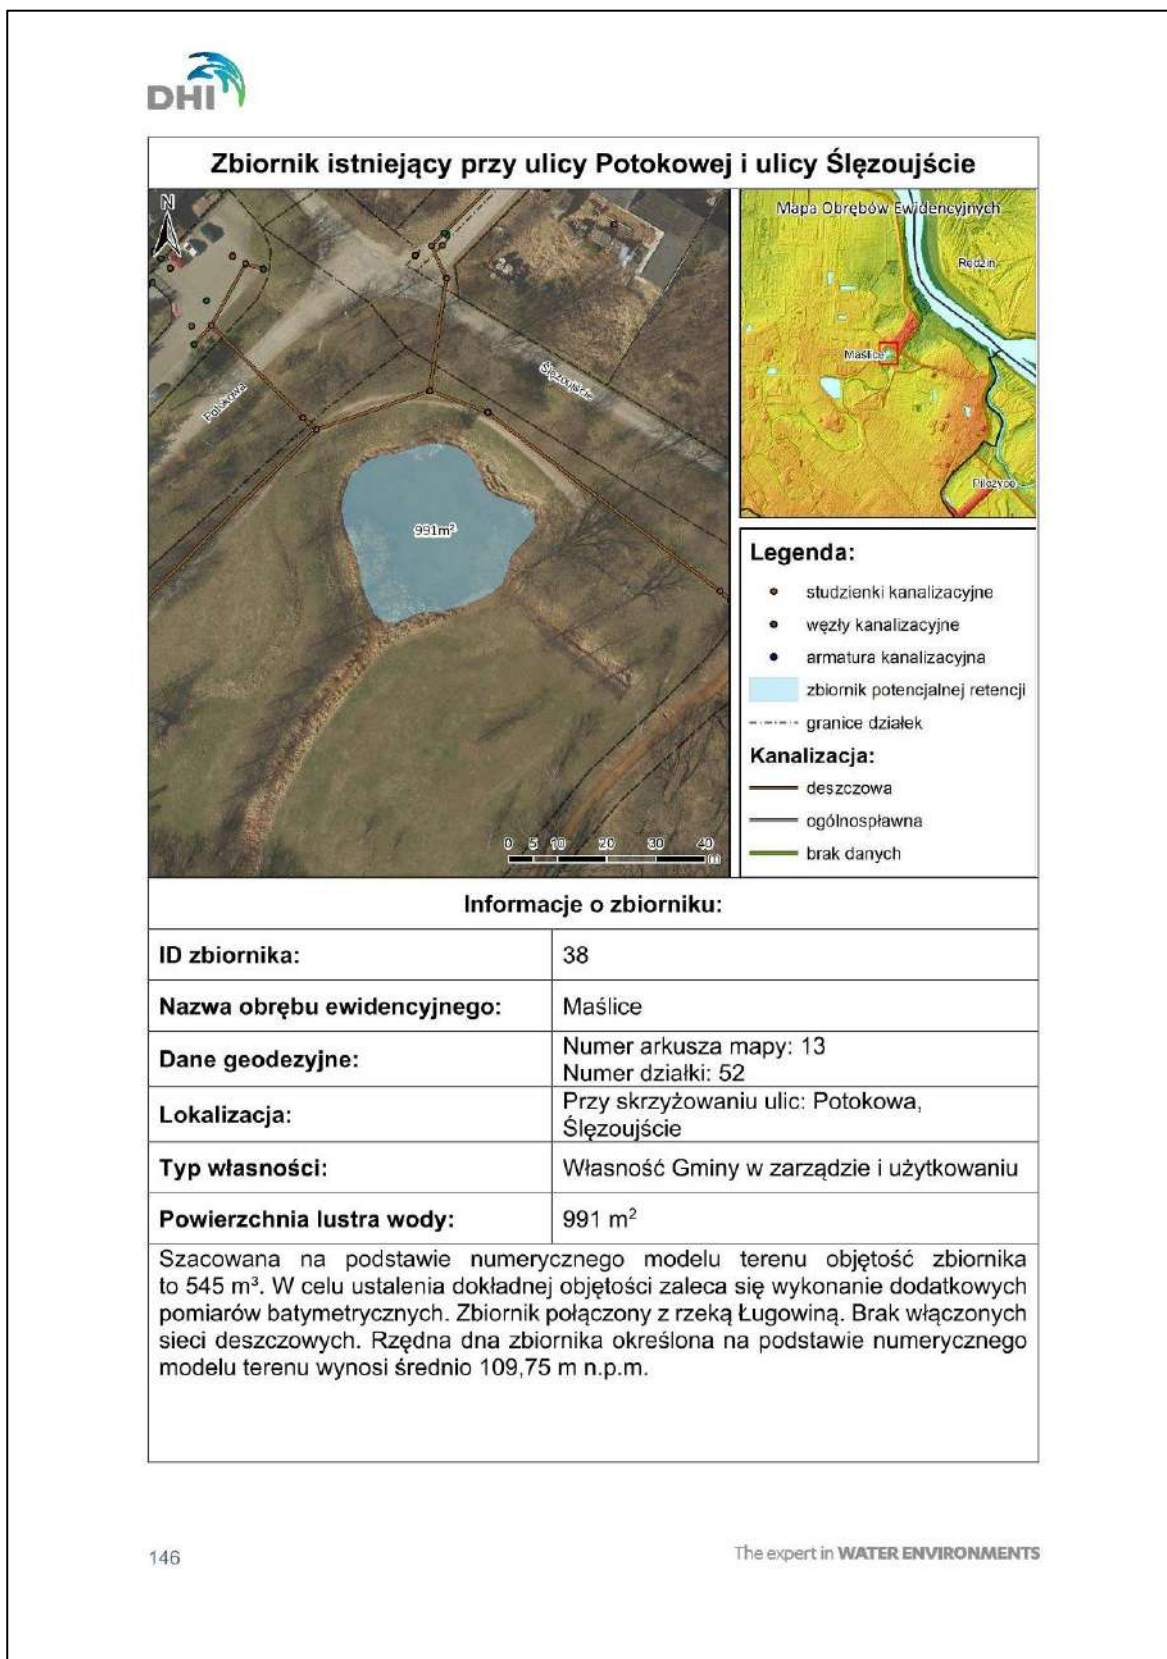 DHI
Zbiornik istniejący przy ulicy Potokowej i ulicy Ślęzoujście
N
Potokowa
Ślęzoujście
991m²
0 5 10 20 30 40
m
Mapa Obrębów Ewidencyjnych
Rędzin
Maślice
Pilczyce
Legenda:
studzienki kanalizacyjne
węzły kanalizacyjne
armatura kanalizacyjna
zbiornik potencjalnej retencji
granice działek
Kanalizacja:
deszczowa
ogólnospławna
brak danych
Informacje o zbiorniku:
ID zbiornika: 38
Nazwa obrębu ewidencyjnego: Maślice
Dane geodezyjne: Numer arkusza mapy: 13
Numer działki: 52
Lokalizacja: Przy skrzyżowaniu ulic: Potokowa,
Ślęzoujście
Typ własności: Własność Gminy w zarządzie i użytkowaniu
Powierzchnia lustra wody: 991 m²
Szacowana na podstawie numerycznego modelu terenu objętość zbiornika
to 545 m³. W celu ustalenia dokładnej objętości zaleca się wykonanie dodatkowych
pomiarów batymetrycznych. Zbiornik połączony z rzeką Ługowiną. Brak włączonych
sieci deszczowych. Rzędna dna zbiornika określona na podstawie numerycznego
modelu terenu wynosi średnio 109,75 m n.p.m.
146
The expert in WATER ENVIRONMENTS